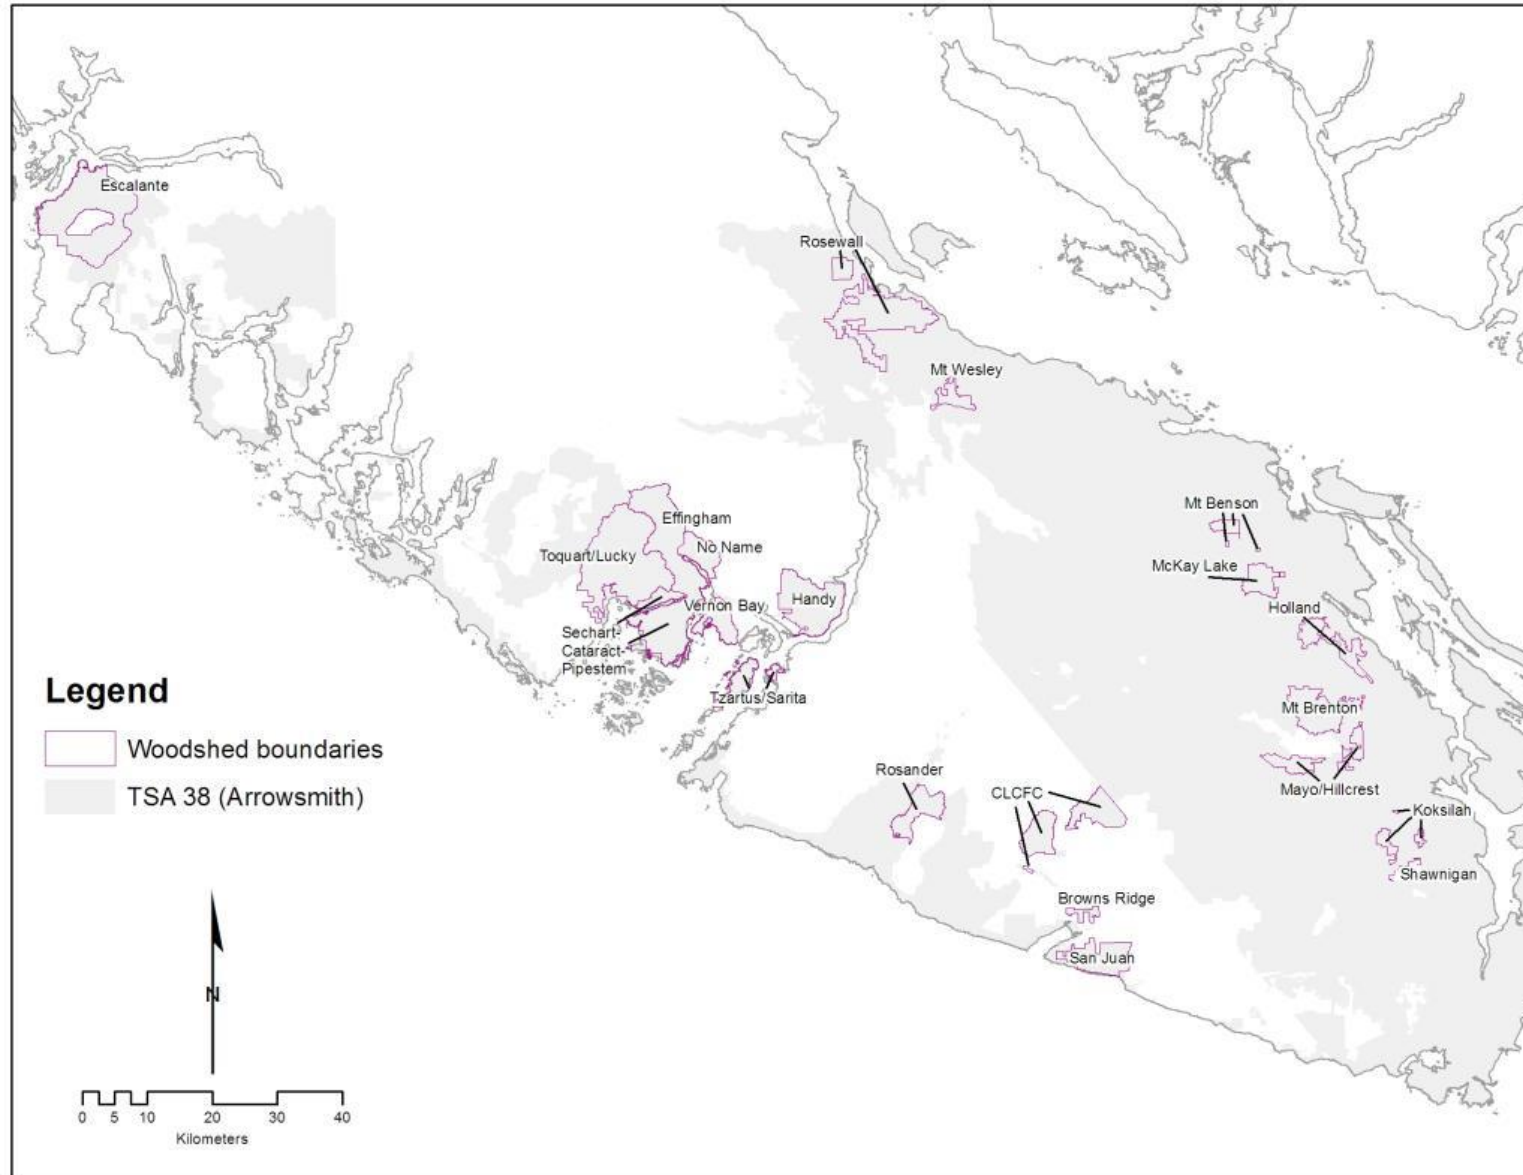 Escalante
Rosewall
Mt Wesley
Mt Benson
Effingham
No Name
Toquart/Lucky
McKay Lake
Handy
Vernon Bay
Holland
Sechart-
Cataract-
Pipestem
Tzartus/Sarita
Mt Brenton
Legend
Woodshed boundaries
TSA 38 (Arrowsmith)
Rosander
CLCFC
Mayo/Hillcrest
Koksilah
Shawnigan
Browns Ridge
San Juan
N
0 5 10 20 30 40
Kilometers